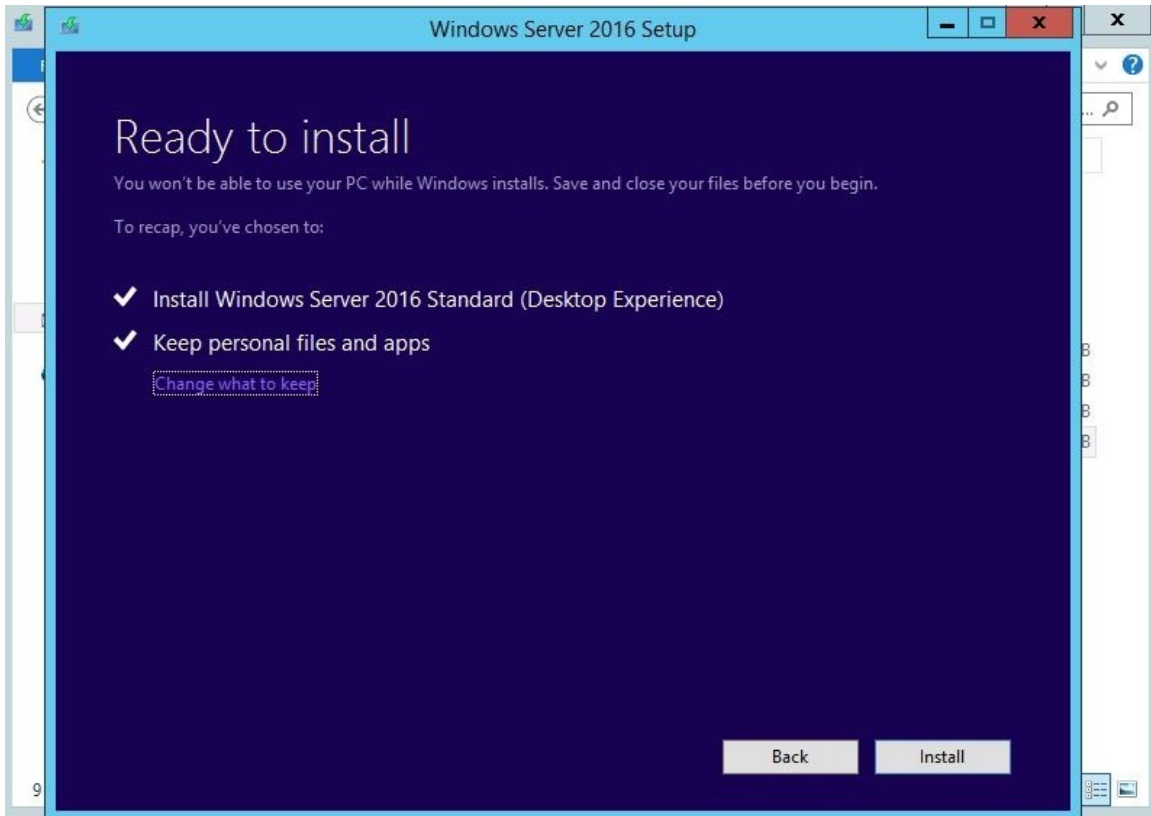 Windows Server 2016 Setup
Ready to install
You won't be able to use your PC while Windows installs. Save and close your files before you begin.
To recap, you've chosen to:
Install Windows Server 2016 Standard (Desktop Experience)
Keep personal files and apps
Change what to keep
B
B
B
B
Back
Install
9